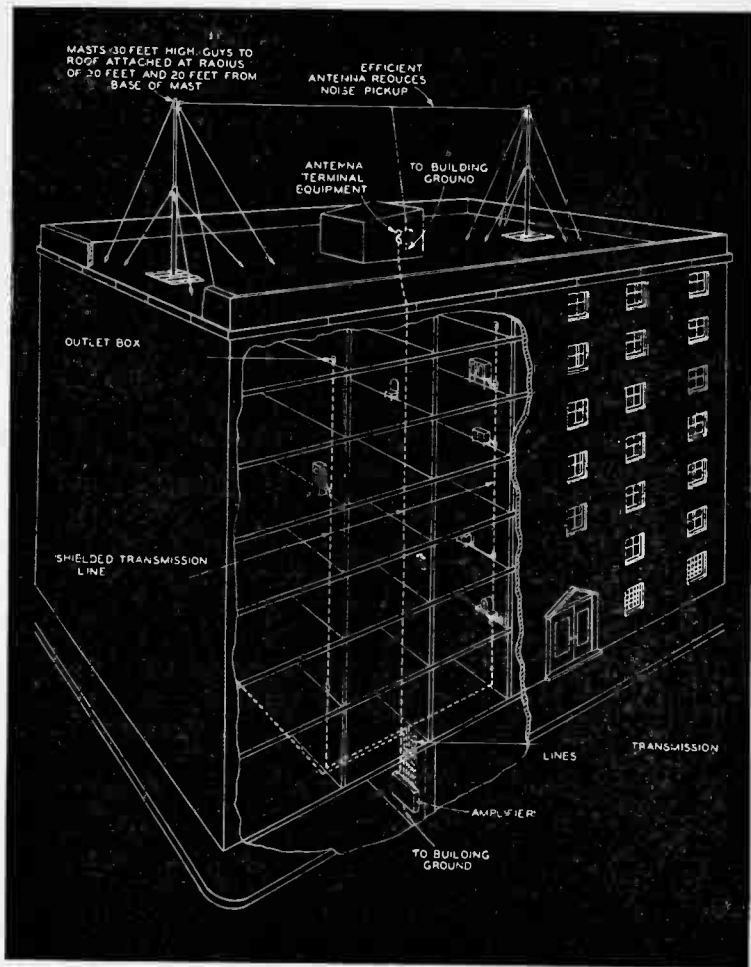 MASTS 30 FEET HIGH. GUYS TO
ROOF ATTACHED AT RADIUS
OF 20 FEET AND 20 FEET FROM
BASE OF MAST
EFFICIENT
ANTENNA REDUCES
NOISE PICKUP
ANTENNA
TERMINAL
EQUIPMENT
TO BUILDING
GROUND
OUTLET BOX
SHIELDED TRANSMISSION
LINE
LINES
TRANSMISSION
AMPLIFIER
TO BUILDING
GROUND